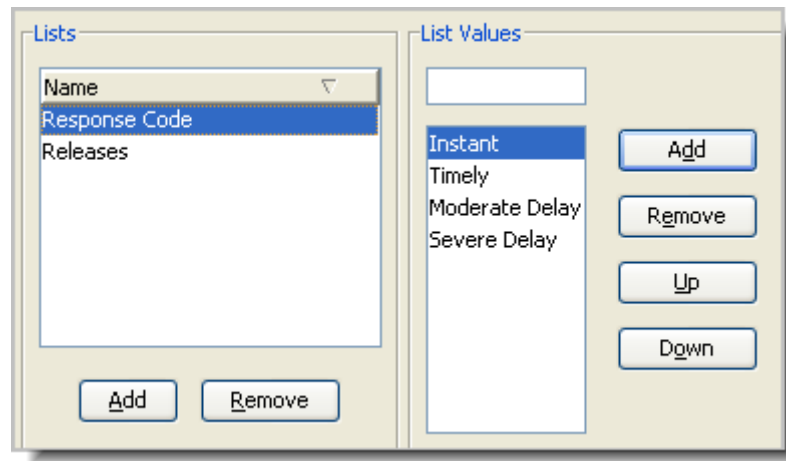 Lists
Name
Response Code
Releases
Add
Remove
List Values
Instant
Timely
Moderate Delay
Severe Delay
Add
Remove
Up
Down